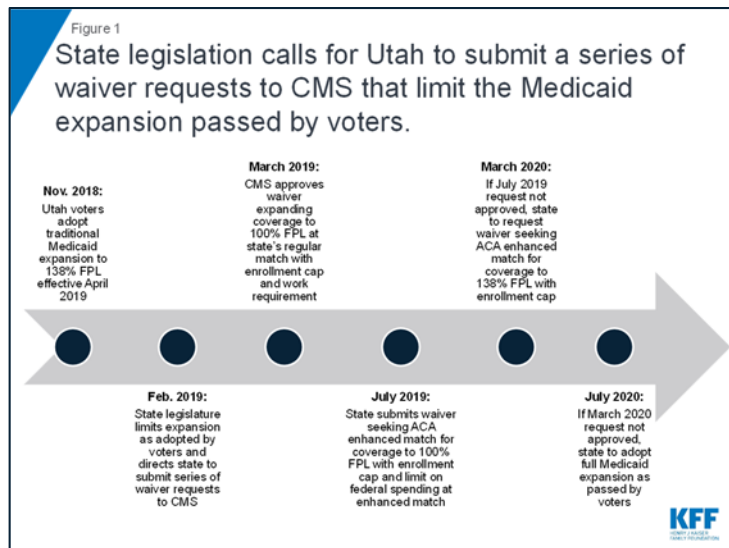 Figure 1
State legislation calls for Utah to submit a series of
waiver requests to CMS that limit the Medicaid
expansion passed by voters.
Nov. 2018:
Utah voters
adopt
traditional
Medicaid
expansion to
138% FPL
effective April
2019
Feb. 2019:
State legislature
limits expansion
as adopted by
voters and
directs state to
submit series of
waiver requests
to CMS
March 2019:
CMS approves
waiver
expanding
coverage to
100% FPL at
state's regular
match with
enrollment cap
and work
requirement
July 2019:
State submits waiver
seeking ACA
enhanced match for
coverage to 100%
FPL with enrollment
cap and limit on
federal spending at
enhanced match
March 2020:
If July 2019
request not
approved, state
to request
waiver seeking
ACA enhanced
match for
coverage to
138% FPL with
enrollment cap
July 2020:
If March 2020
request not
approved,
state to adopt
full Medicaid
expansion as
passed by
voters
KFF
HENRY J KAISER
FAMILY FOUNDATION